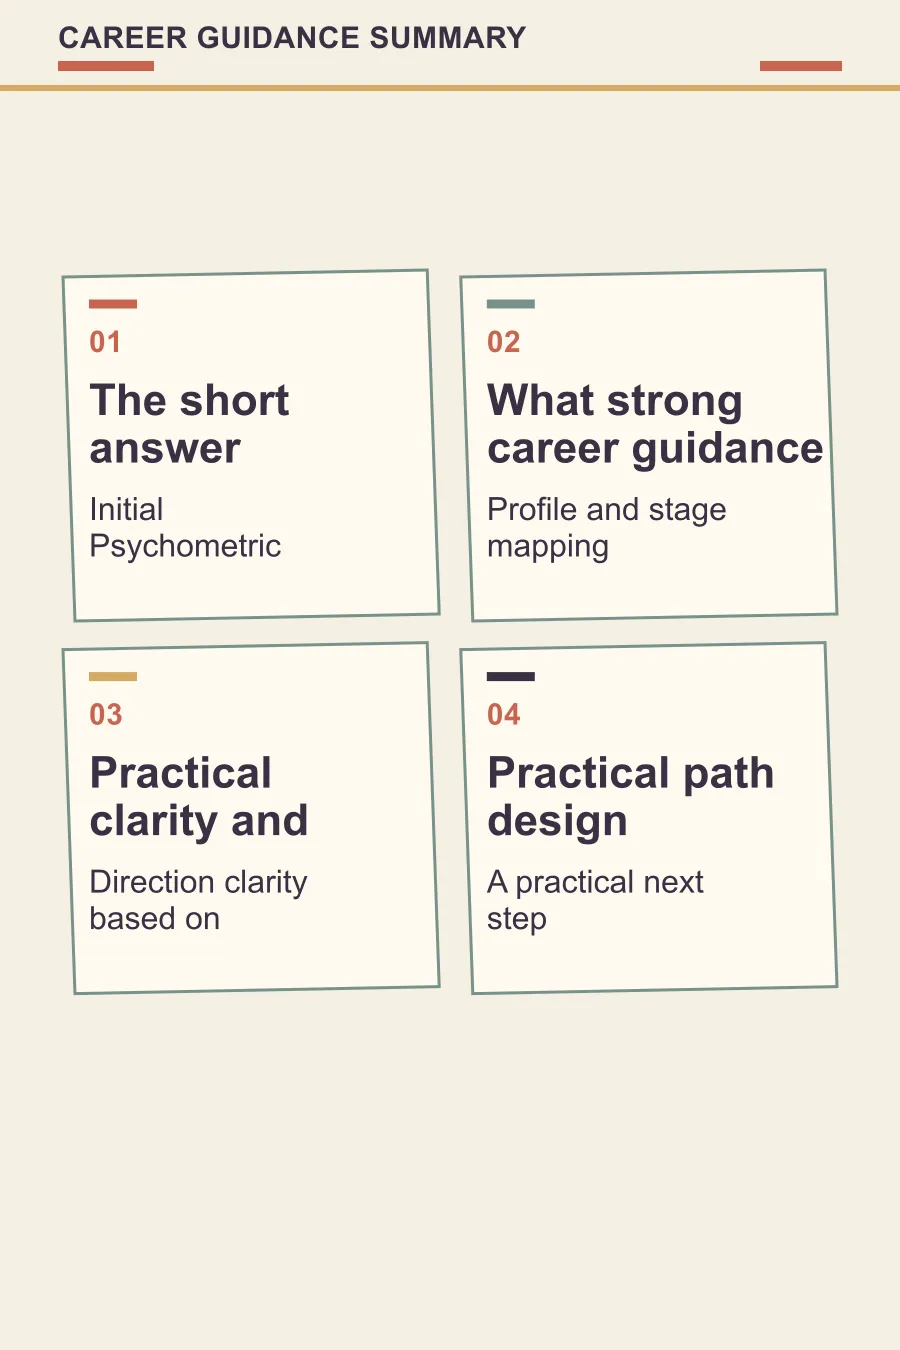 CAREER GUIDANCE SUMMARY
01
The short
answer
Initial
Psychometric
02
What strong
career guidance
Profile and stage
mapping
03
Practical
clarity and
Direction clarity
based on
04
Practical path
design
A practical next
step